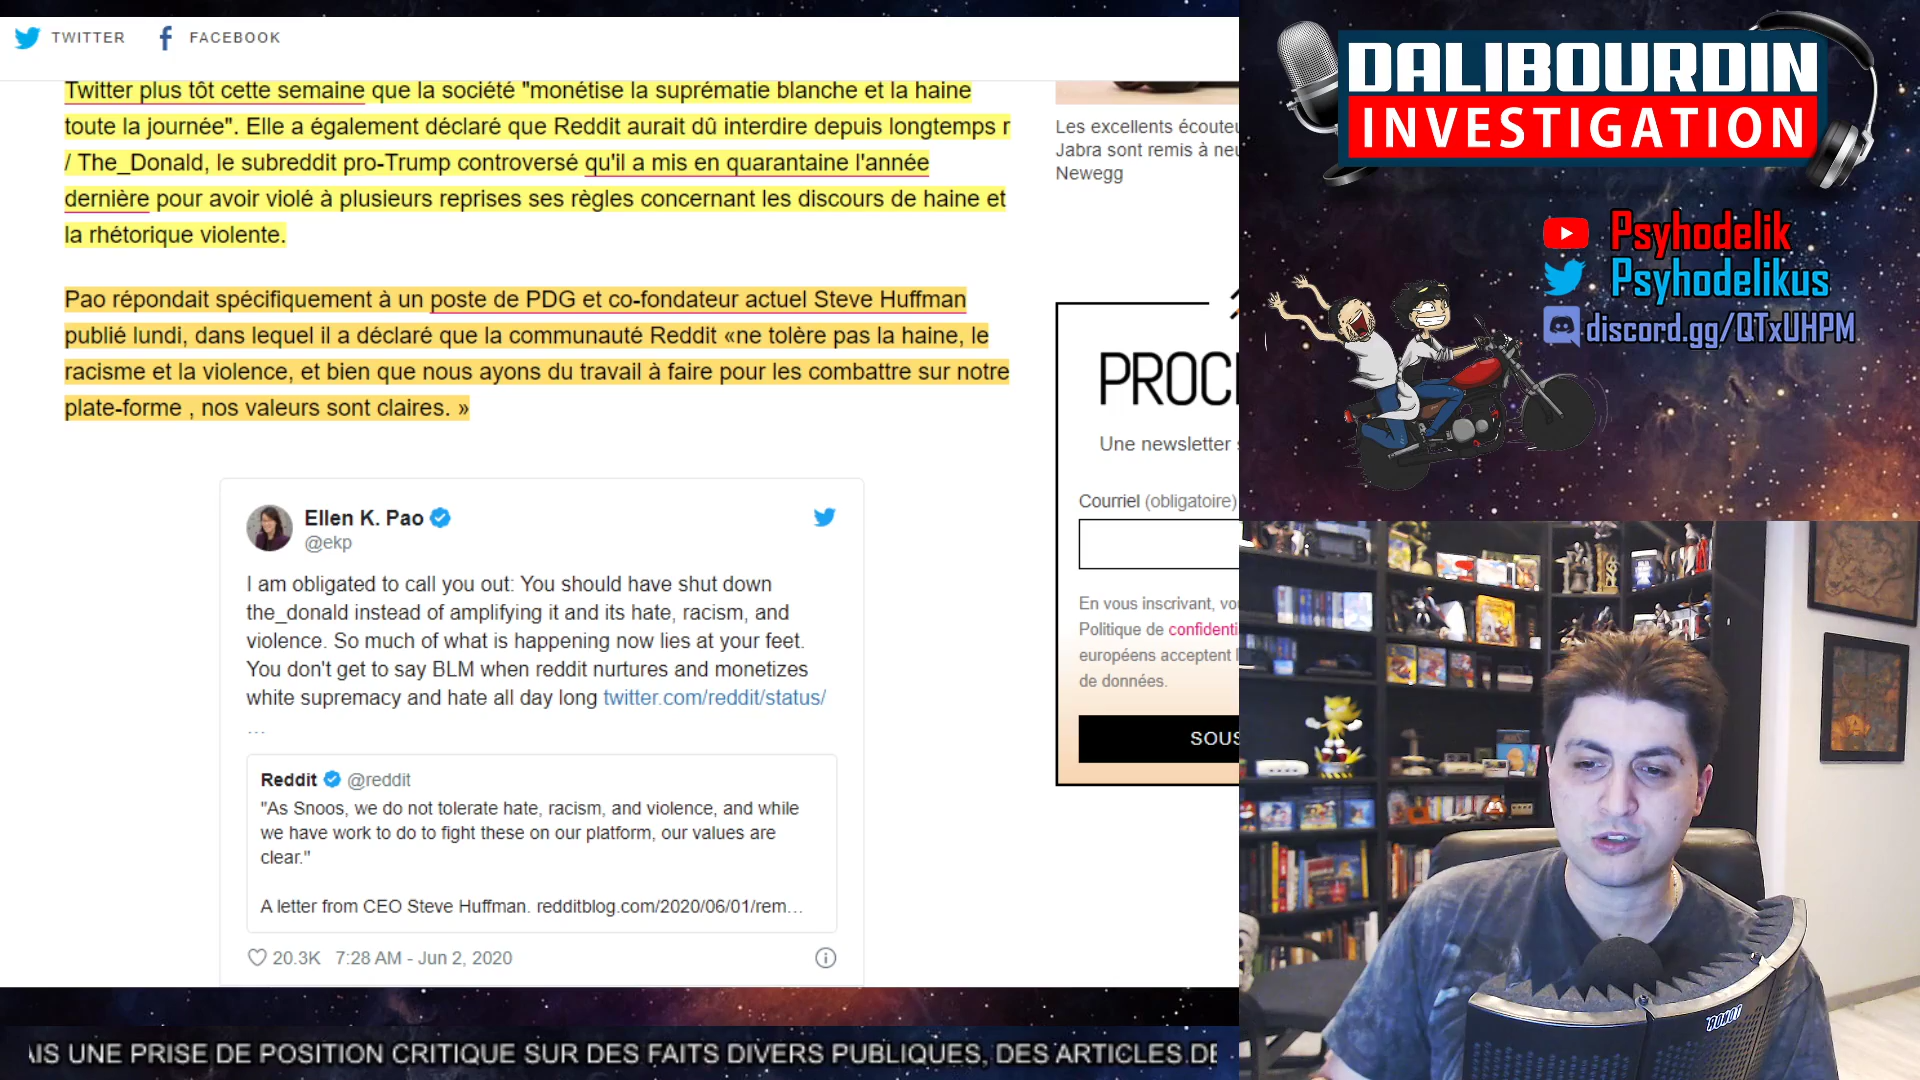 TWITTER FACEBOOK
Twitter plus tôt cette semaine que la société "monétise la suprématie blanche et la haine
toute la journée". Elle a également déclaré que Reddit aurait dû interdire depuis longtemps r
/ The_Donald, le subreddit pro-Trump controversé qu'il a mis en quarantaine l'année
dernière pour avoir violé à plusieurs reprises ses règles concernant les discours de haine et
la rhétorique violente.
Pao répondait spécifiquement à un poste de PDG et co-fondateur actuel Steve Huffman
publié lundi, dans lequel il a déclaré que la communauté Reddit «ne tolère pas la haine, le
racisme et la violence, et bien que nous ayons du travail à faire pour les combattre sur notre
plate-forme , nos valeurs sont claires. »
Ellen K. Pao
@ekp
I am obligated to call you out: You should have shut down
the_donald instead of amplifying it and its hate, racism, and
violence. So much of what is happening now lies at your feet.
You don't get to say BLM when reddit nurtures and monetizes
white supremacy and hate all day long twitter.com/reddit/status/
…
Reddit @reddit
"As Snoos, we do not tolerate hate, racism, and violence, and while
we have work to do to fight these on our platform, our values are
clear."
A letter from CEO Steve Huffman. redditblog.com/2020/06/01/rem…
20.3K 7:28 AM - Jun 2, 2020
Les excellents écouteu
Jabra sont remis à neu
Newegg
PROC
Une newsletter
Courriel (obligatoire)
En vous inscrivant, vo
Politique de confidenti
européens acceptent
de données.
SOUS
DALIBOURDIN
INVESTIGATION
Psyhodelik
Psyhodelikus
discord.gg/QTxUHPM
AIS UNE PRISE DE POSITION CRITIQUE SUR DES FAITS DIVERS PUBLIQUES, DES ARTICLES DE